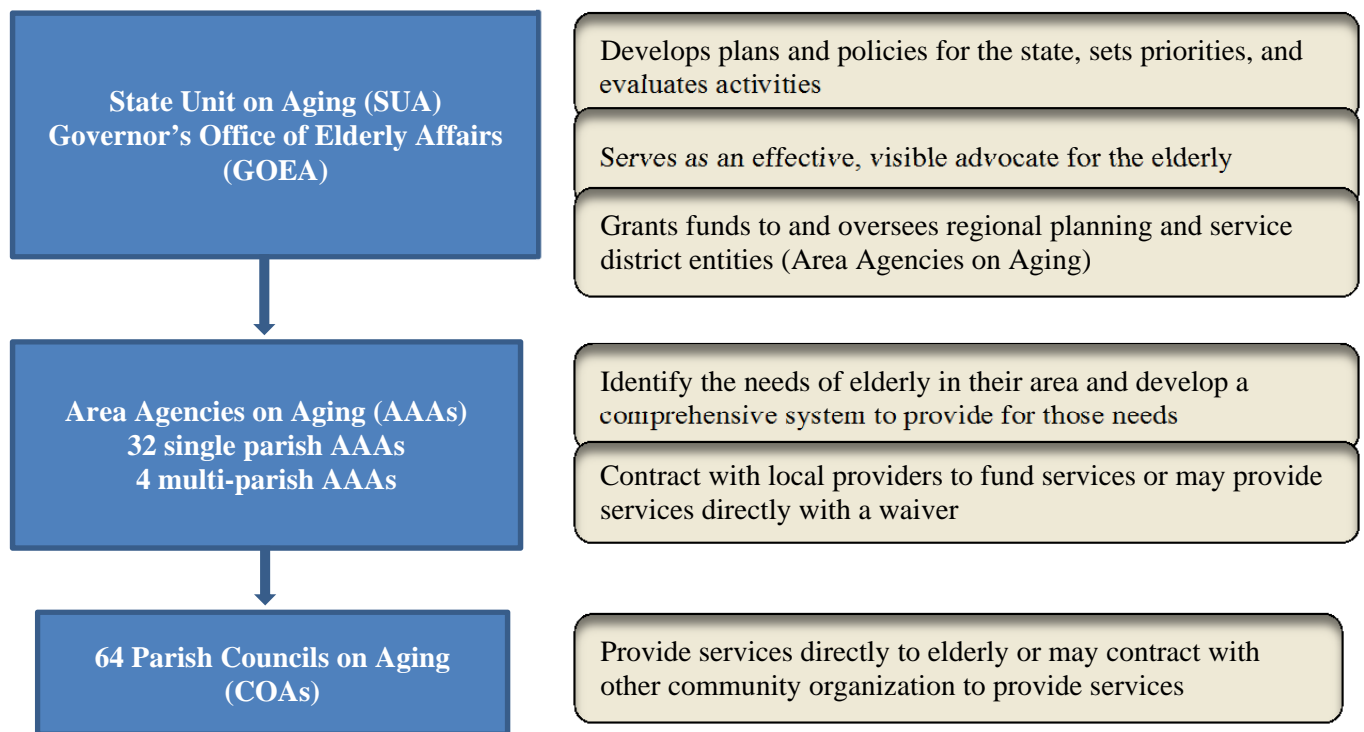 State Unit on Aging (SUA)
Governor’s Office of Elderly Affairs
(GOEA)
Develops plans and policies for the state, sets priorities, and
evaluates activities
Serves as an effective, visible advocate for the elderly
Grants funds to and oversees regional planning and service
district entities (Area Agencies on Aging)
Area Agencies on Aging (AAAs)
32 single parish AAAs
4 multi-parish AAAs
Identify the needs of elderly in their area and develop a
comprehensive system to provide for those needs
Contract with local providers to fund services or may provide
services directly with a waiver
64 Parish Councils on Aging
(COAs)
Provide services directly to elderly or may contract with
other community organization to provide services